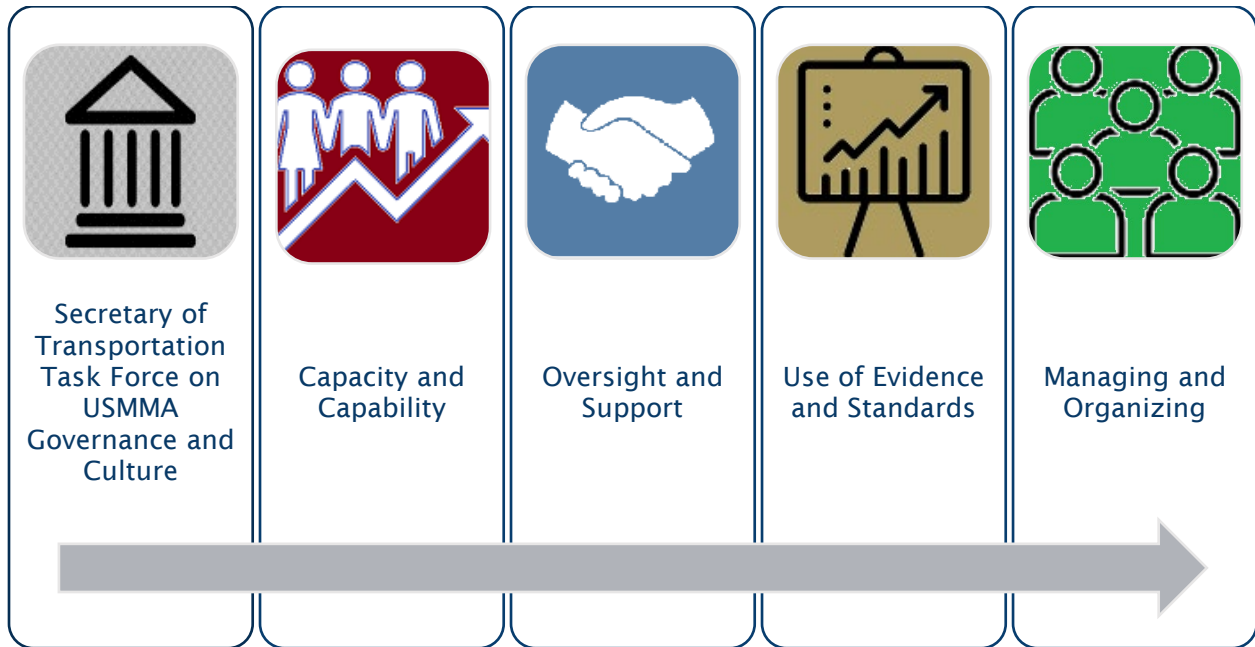 Secretary of
Transportation
Task Force on
USMMA
Governance and
Culture
Capacity and
Capability
Oversight and
Support
Use of Evidence
and Standards
Managing and
Organizing